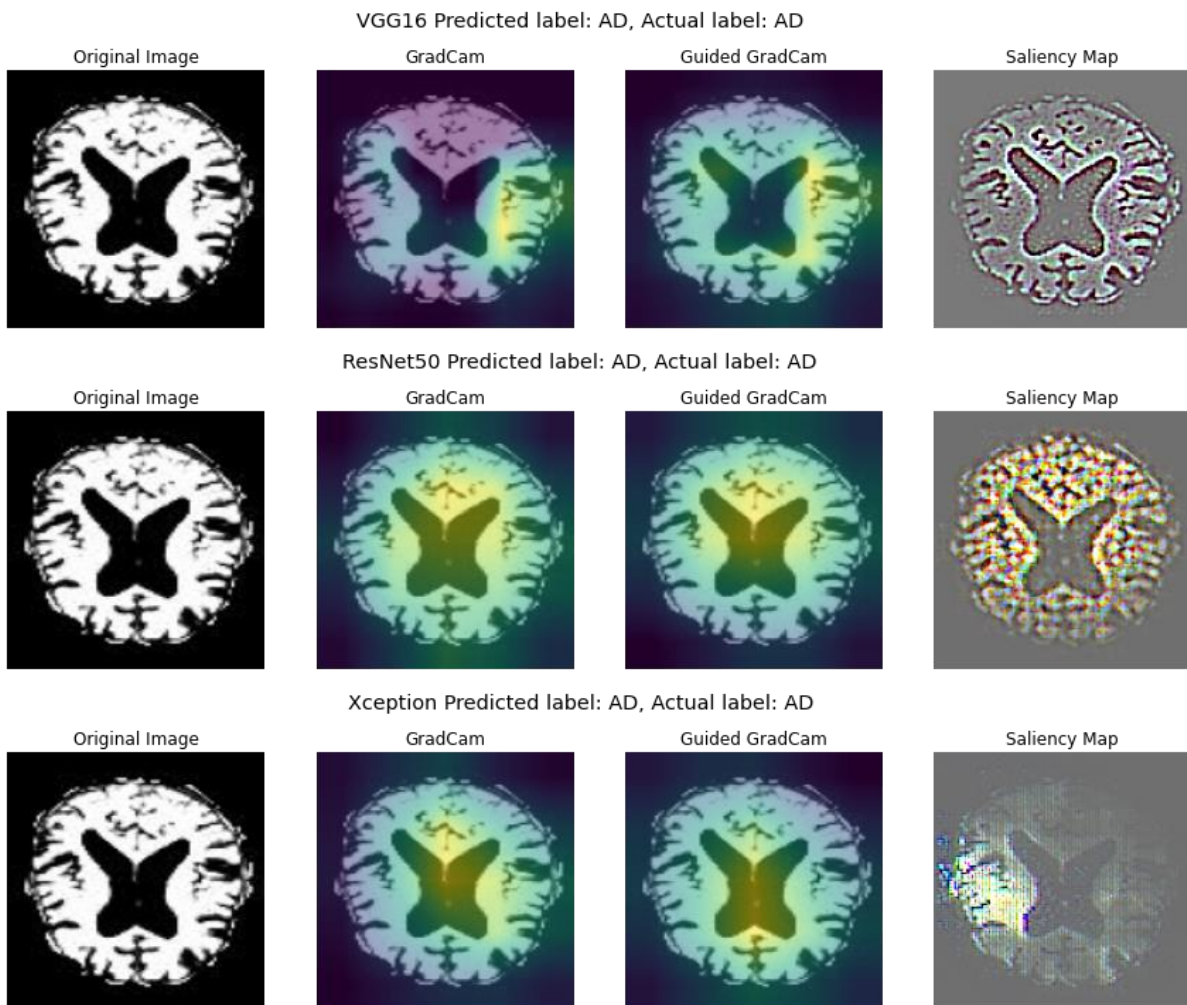 VGG16 Predicted label: AD, Actual label: AD
Original Image GradCam Guided GradCam Saliency Map
ResNet50 Predicted label: AD, Actual label: AD
Original Image GradCam Guided GradCam Saliency Map
Xception Predicted label: AD, Actual label: AD
Original Image GradCam Guided GradCam Saliency Map